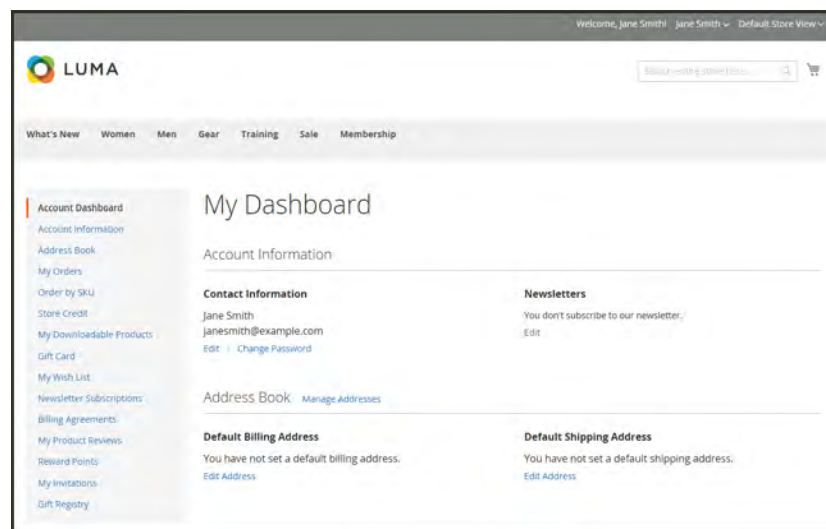 Welcome, Jane Smith! Jane Smith Default Store View
LUMA
What's New Women Men Gear Training Sale Membership
Account Dashboard
Account Information
Address Book
My Orders
Order by SKU
Store Credit
My Downloadable Products
Gift Card
My Wish List
Newsletter Subscriptions
Billing Agreements
My Product Reviews
Reward Points
My Invitations
Gift Registry
My Dashboard
Account Information
Contact Information
Jane Smith
janesmith@example.com
Edit | Change Password
Newsletters
You don't subscribe to our newsletter.
Edit
Address Book Manage Addresses
Default Billing Address
You have not set a default billing address.
Edit Address
Default Shipping Address
You have not set a default shipping address.
Edit Address